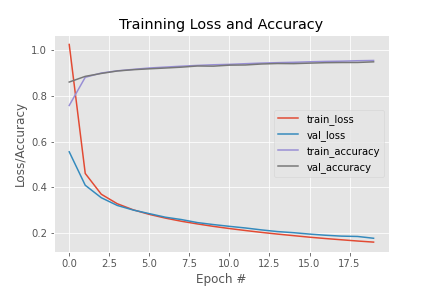 Trainning Loss and Accuracy
Loss/Accuracy
1.0
0.8
0.6
0.4
0.2
train_loss
val_loss
train_accuracy
val_accuracy
0.0 2.5 5.0 7.5 10.0 12.5 15.0 17.5
Epoch #